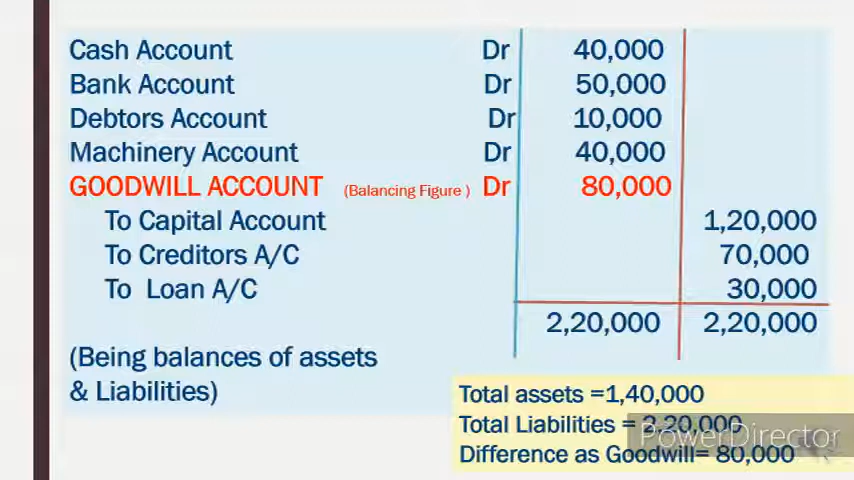 Cash Account Dr 40,000
Bank Account Dr 50,000
Debtors Account Dr 10,000
Machinery Account Dr 40,000
GOODWILL ACCOUNT (Balancing Figure ) Dr 80,000
To Capital Account 1,20,000
To Creditors A/C 70,000
To Loan A/C 30,000
2,20,000 2,20,000
(Being balances of assets
& Liabilities)
Total assets =1,40,000
Total Liabilities = 2,20,000
PowerDirector
Difference as Goodwill= 80,000